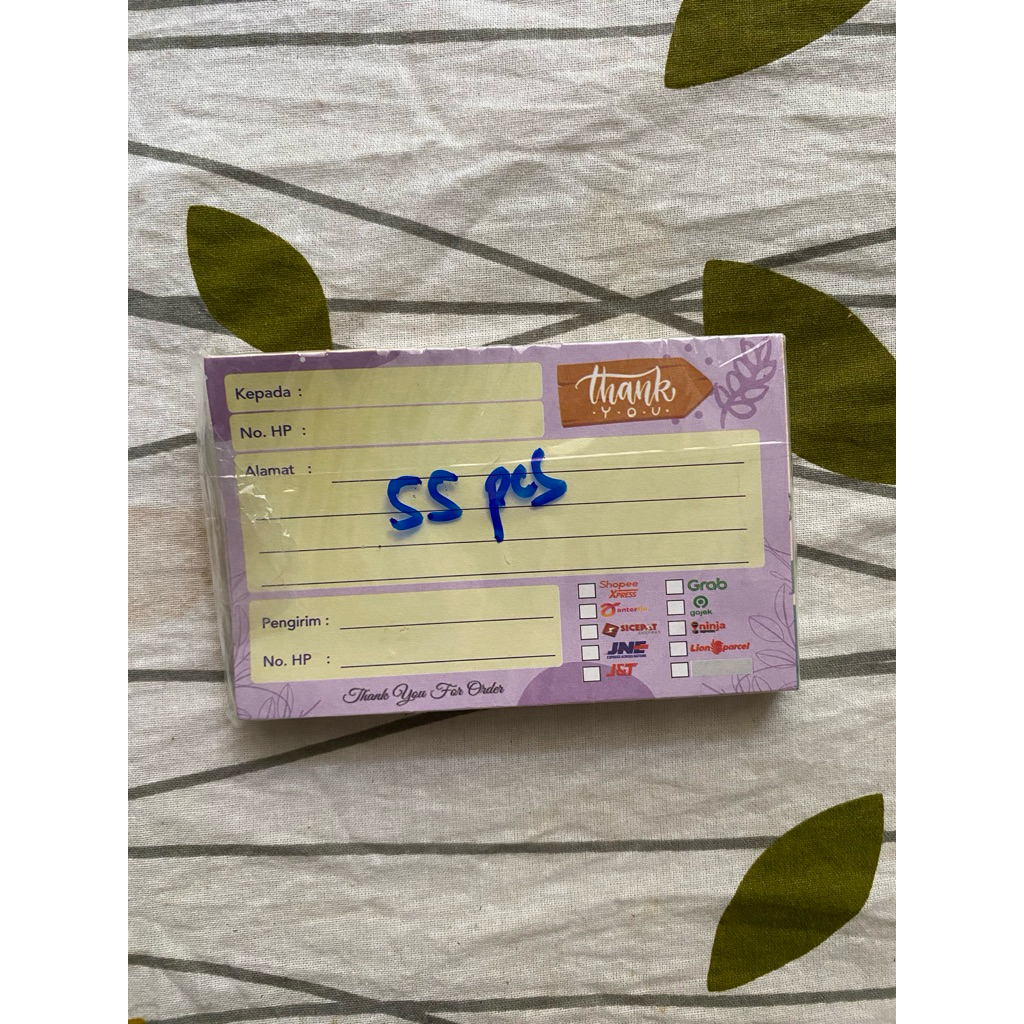 Kepada :
thank
YOU
No. HP :
Alamat :
55 pcs
Pengirim :
No. HP :
Thank You For Order
Shopee
XPRESS
anteraja
SICEPAT
JNE
J&T
Grab
gojek
ninja
Lion parcel